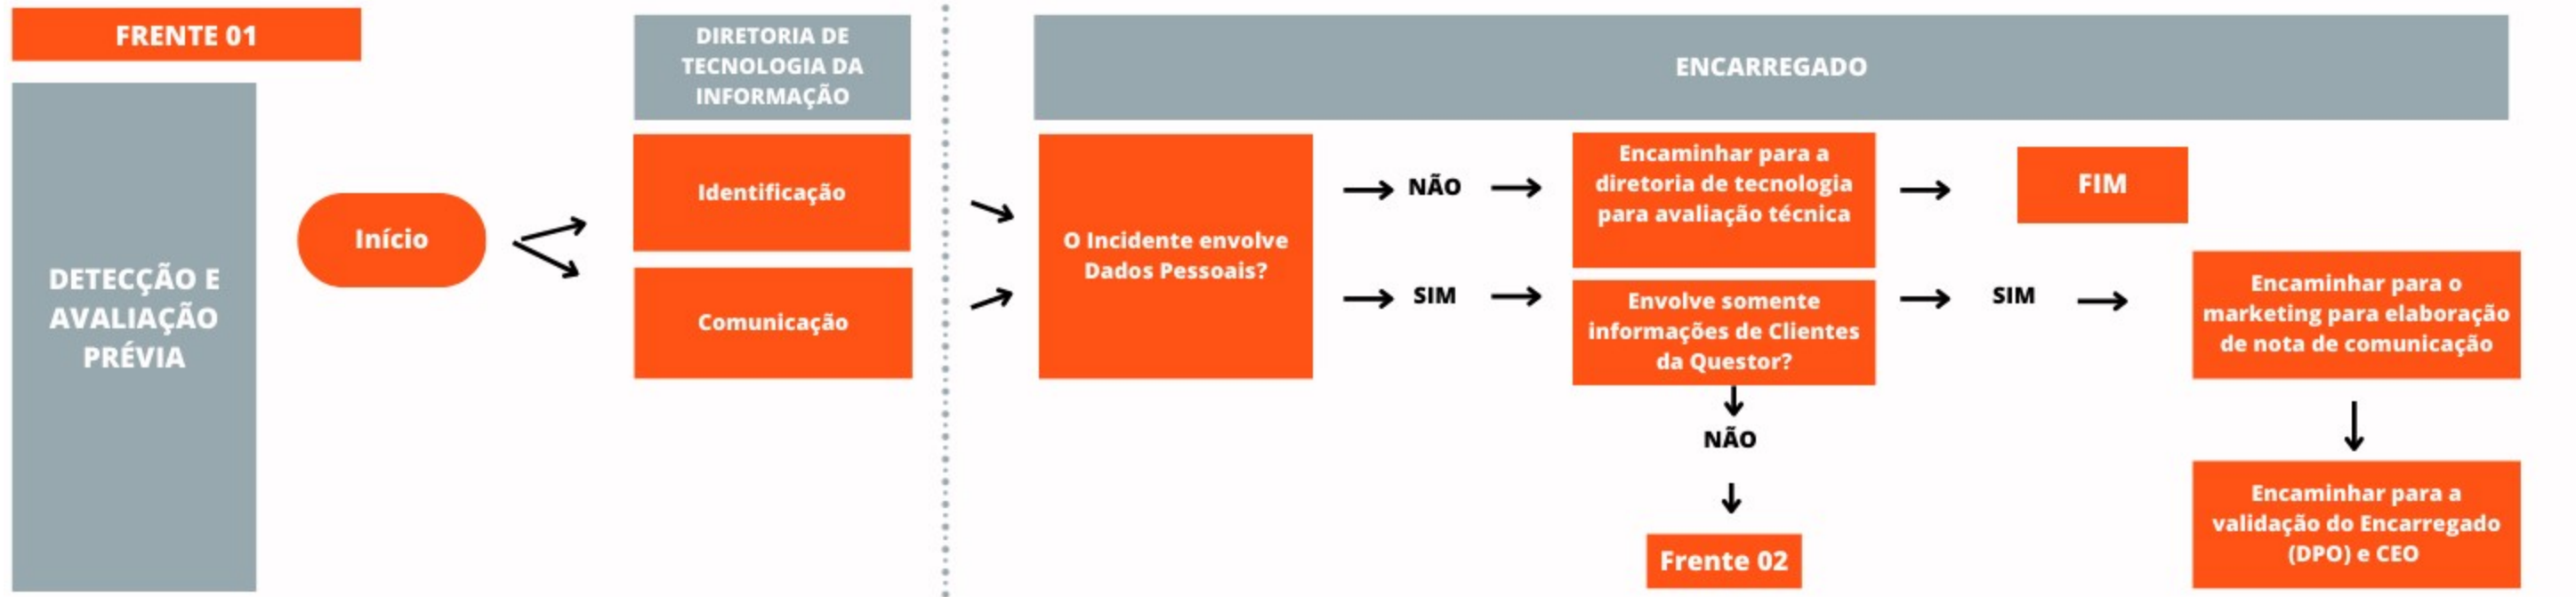 FRENTE 01
DETECÇÃO E
AVALIAÇÃO
PRÉVIA
Início
DIRETORIA DE
TECNOLOGIA DA
INFORMAÇÃO
Identificação
Comunicação
ENCARREGADO
O Incidente envolve
Dados Pessoais?
NÃO
Encaminhar para a
diretoria de tecnologia
para avaliação técnica
FIM
SIM
Envolve somente
informações de Clientes
da Questor?
SIM
Encaminhar para o
marketing para elaboração
de nota de comunicação
NÃO
Frente 02
Encaminhar para a
validação do Encarregado
(DPO) e CEO